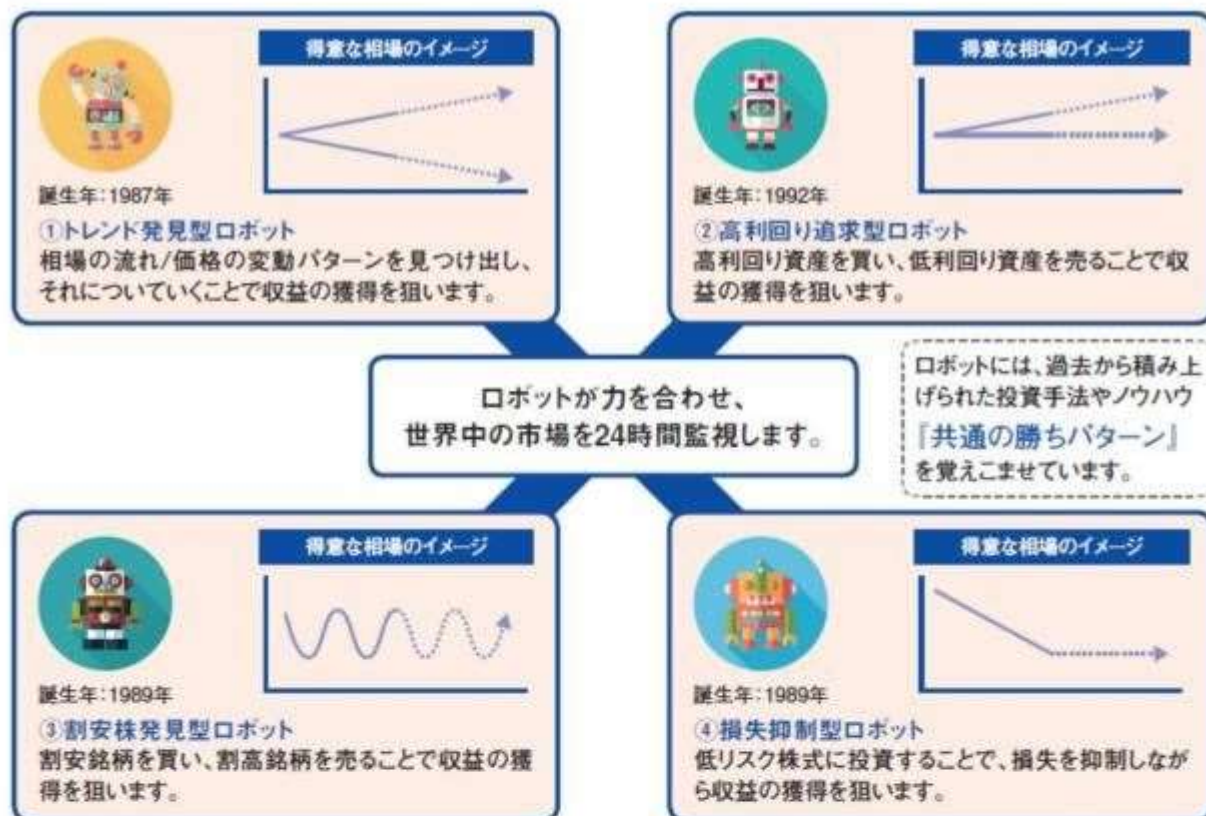 得意な相場のイメージ
誕生年：1987年
①トレンド発見型ロボット
相場の流れ/価格の変動パターンを見つけ出し、
それについていくことで収益の獲得を狙います。
得意な相場のイメージ
誕生年：1992年
②高利回り追求型ロボット
高利回り資産を買い、低利回り資産を売ることで収
益の獲得を狙います。
ロボットが力を合わせ、
世界中の市場を24時間監視します。
ロボットには、過去から積み上
げられた投資手法やノウハウ
『共通の勝ちパターン』
を覚えこませています。
得意な相場のイメージ
誕生年：1989年
③割安株発見型ロボット
割安銘柄を買い、割高銘柄を売ることで収益の獲
得を狙います。
得意な相場のイメージ
誕生年：1989年
④損失抑制型ロボット
低リスク株式に投資することで、損失を抑制しなが
ら収益の獲得を狙います。